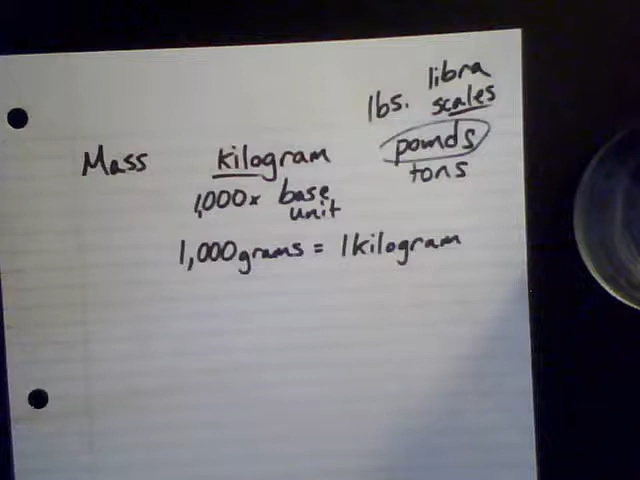 lbs. libra
scales
Mass kilogram pounds
tons
1,000x base
unit
1,000grams = 1kilogram